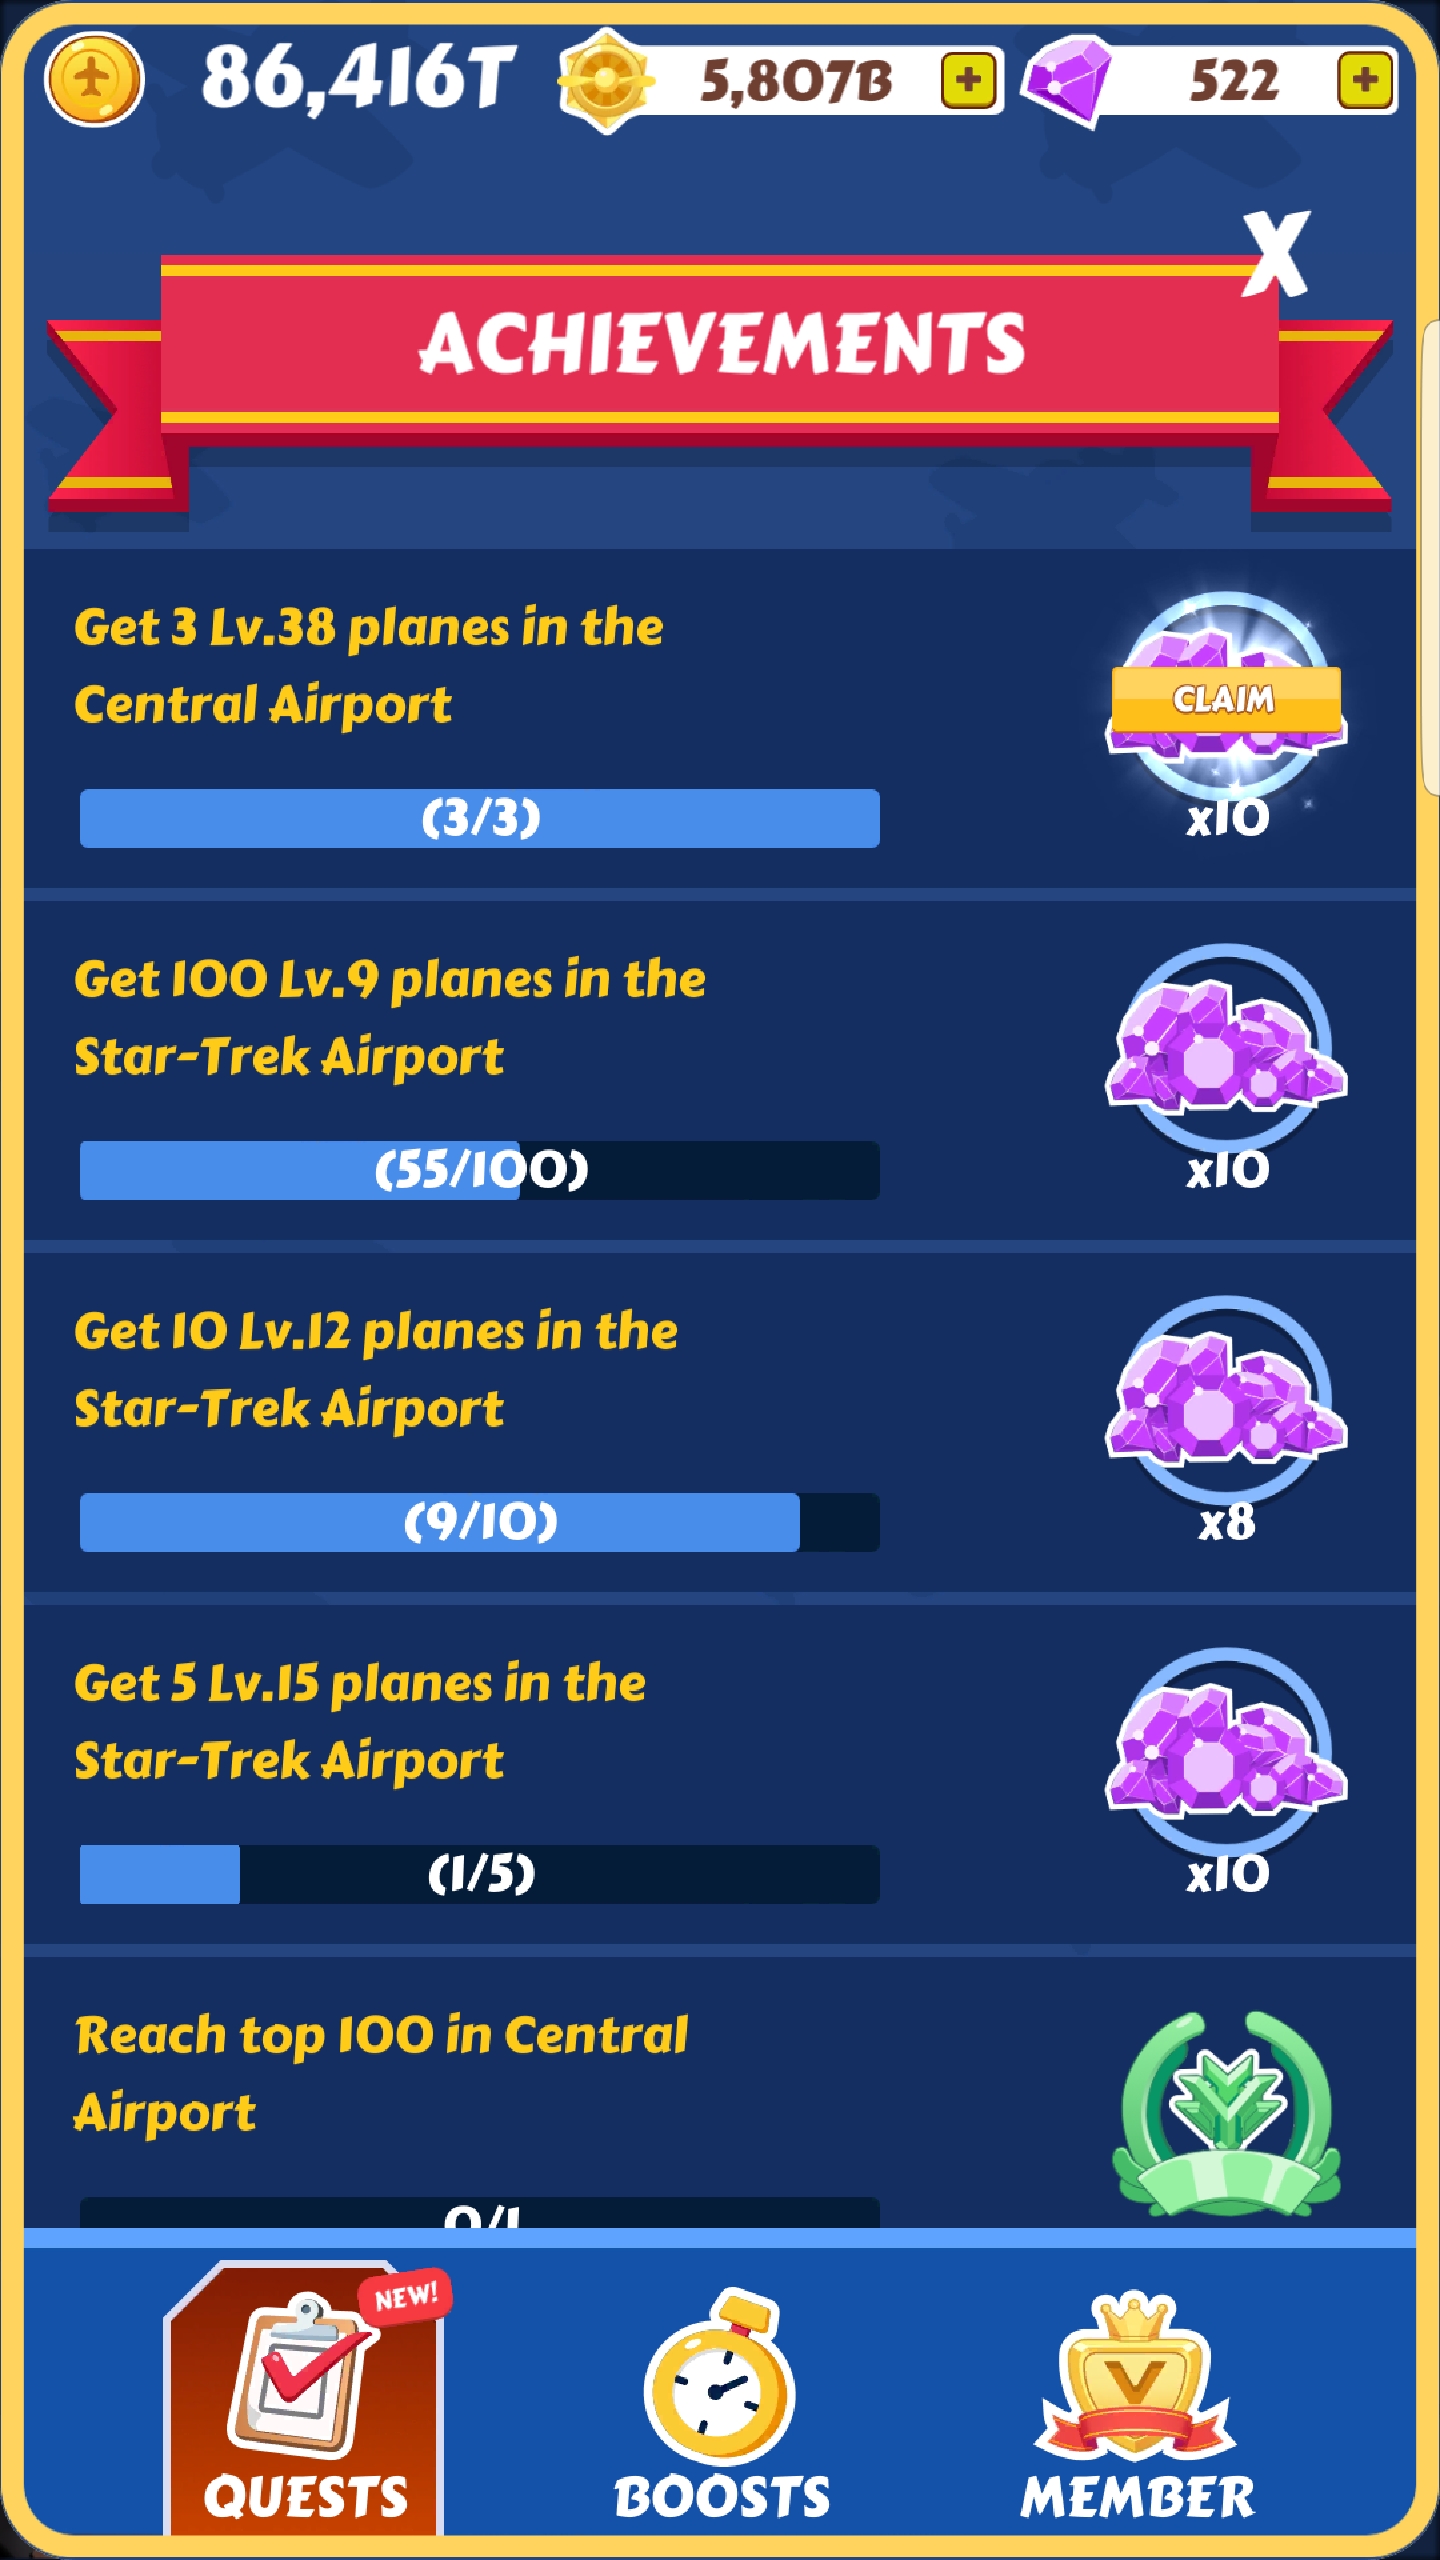 86,416T 5,807B + 522 +
X
ACHIEVEMENTS
Get 3 Lv.38 planes in the
Central Airport
CLAIM
(3/3)
x10
Get 100 Lv.9 planes in the
Star-Trek Airport
(55/100)
x10
Get 10 Lv.12 planes in the
Star-Trek Airport
(9/10)
x8
Get 5 Lv.15 planes in the
Star-Trek Airport
(1/5)
x10
Reach top 100 in Central
Airport
0/1
NEW!
V
QUESTS BOOSTS MEMBER